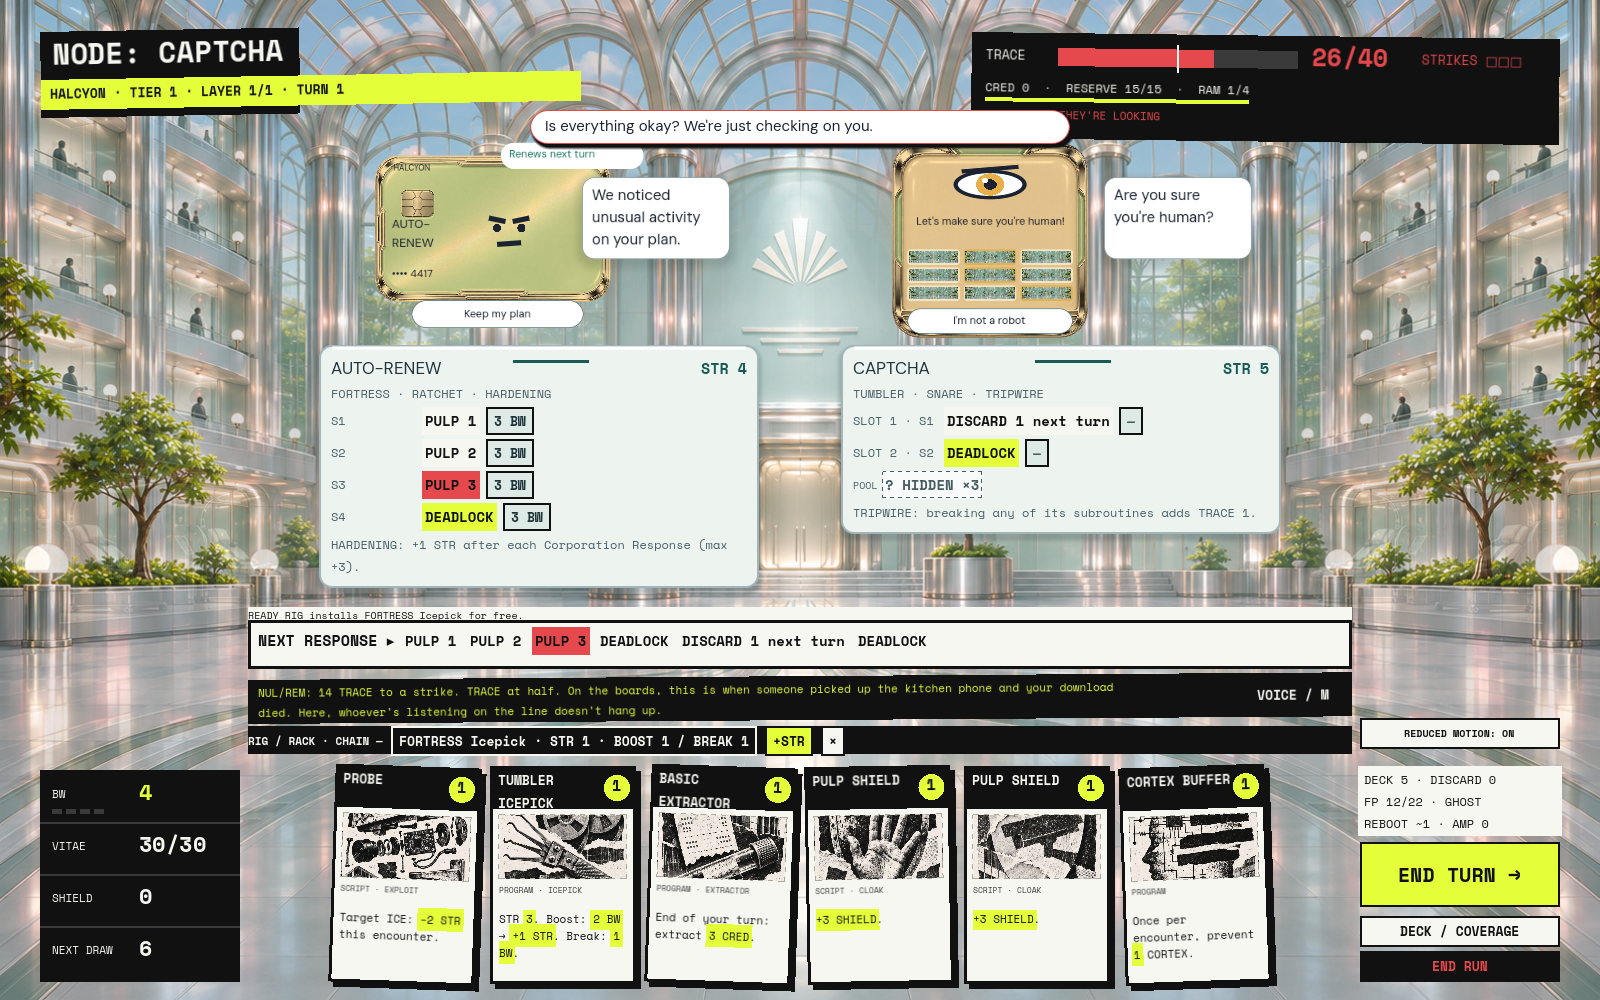 NODE: CAPTCHA
HALCYON · TIER 1 · LAYER 1/1 · TURN 1
TRACE 26/40 STRIKES □□□
CRED 0 · RESERVE 15/15 · RAM 1/4
THEY'RE LOOKING
Is everything okay? We're just checking on you.
Renews next turn
HALCYON
AUTO-
RENEW
•••• 4417
We noticed
unusual activity
on your plan.
Keep my plan
Let's make sure you're human!
I'm not a robot
Are you sure
you're human?
AUTO-RENEW STR 4
FORTRESS · RATCHET · HARDENING
S1 PULP 1 3 BW
S2 PULP 2 3 BW
S3 PULP 3 3 BW
S4 DEADLOCK 3 BW
HARDENING: +1 STR after each Corporation Response (max
+3).
CAPTCHA STR 5
TUMBLER · SNARE · TRIPWIRE
SLOT 1 · S1 DISCARD 1 next turn —
SLOT 2 · S2 DEADLOCK —
POOL ? HIDDEN ×3
TRIPWIRE: breaking any of its subroutines adds TRACE 1.
READY RIG installs FORTRESS Icepick for free.
NEXT RESPONSE ▸ PULP 1 PULP 2 PULP 3 DEADLOCK DISCARD 1 next turn DEADLOCK
NUL/REM: 14 TRACE to a strike. TRACE at half. On the boards, this is when someone picked up the kitchen phone and your download
died. Here, whoever's listening on the line doesn't hang up.
VOICE / M
RIG / RACK · CHAIN — FORTRESS Icepick · STR 1 · BOOST 1 / BREAK 1 +STR ×
REDUCED MOTION: ON
BW 4
VITAE 30/30
SHIELD 0
NEXT DRAW 6
PROBE 1
SCRIPT · EXPLOIT
Target ICE: -2 STR
this encounter.
TUMBLER
ICEPICK 1
PROGRAM · ICEPICK
STR 3. Boost: 2 BW
→ +1 STR. Break: 1
BW.
BASIC
EXTRACTOR 1
PROGRAM · EXTRACTOR
End of your turn:
extract 3 CRED.
PULP SHIELD 1
SCRIPT · CLOAK
+3 SHIELD.
PULP SHIELD 1
SCRIPT · CLOAK
+3 SHIELD.
CORTEX BUFFER 1
PROGRAM
Once per
encounter, prevent
1 CORTEX.
DECK 5 · DISCARD 0
FP 12/22 · GHOST
REBOOT ~1 · AMP 0
END TURN →
DECK / COVERAGE
END RUN